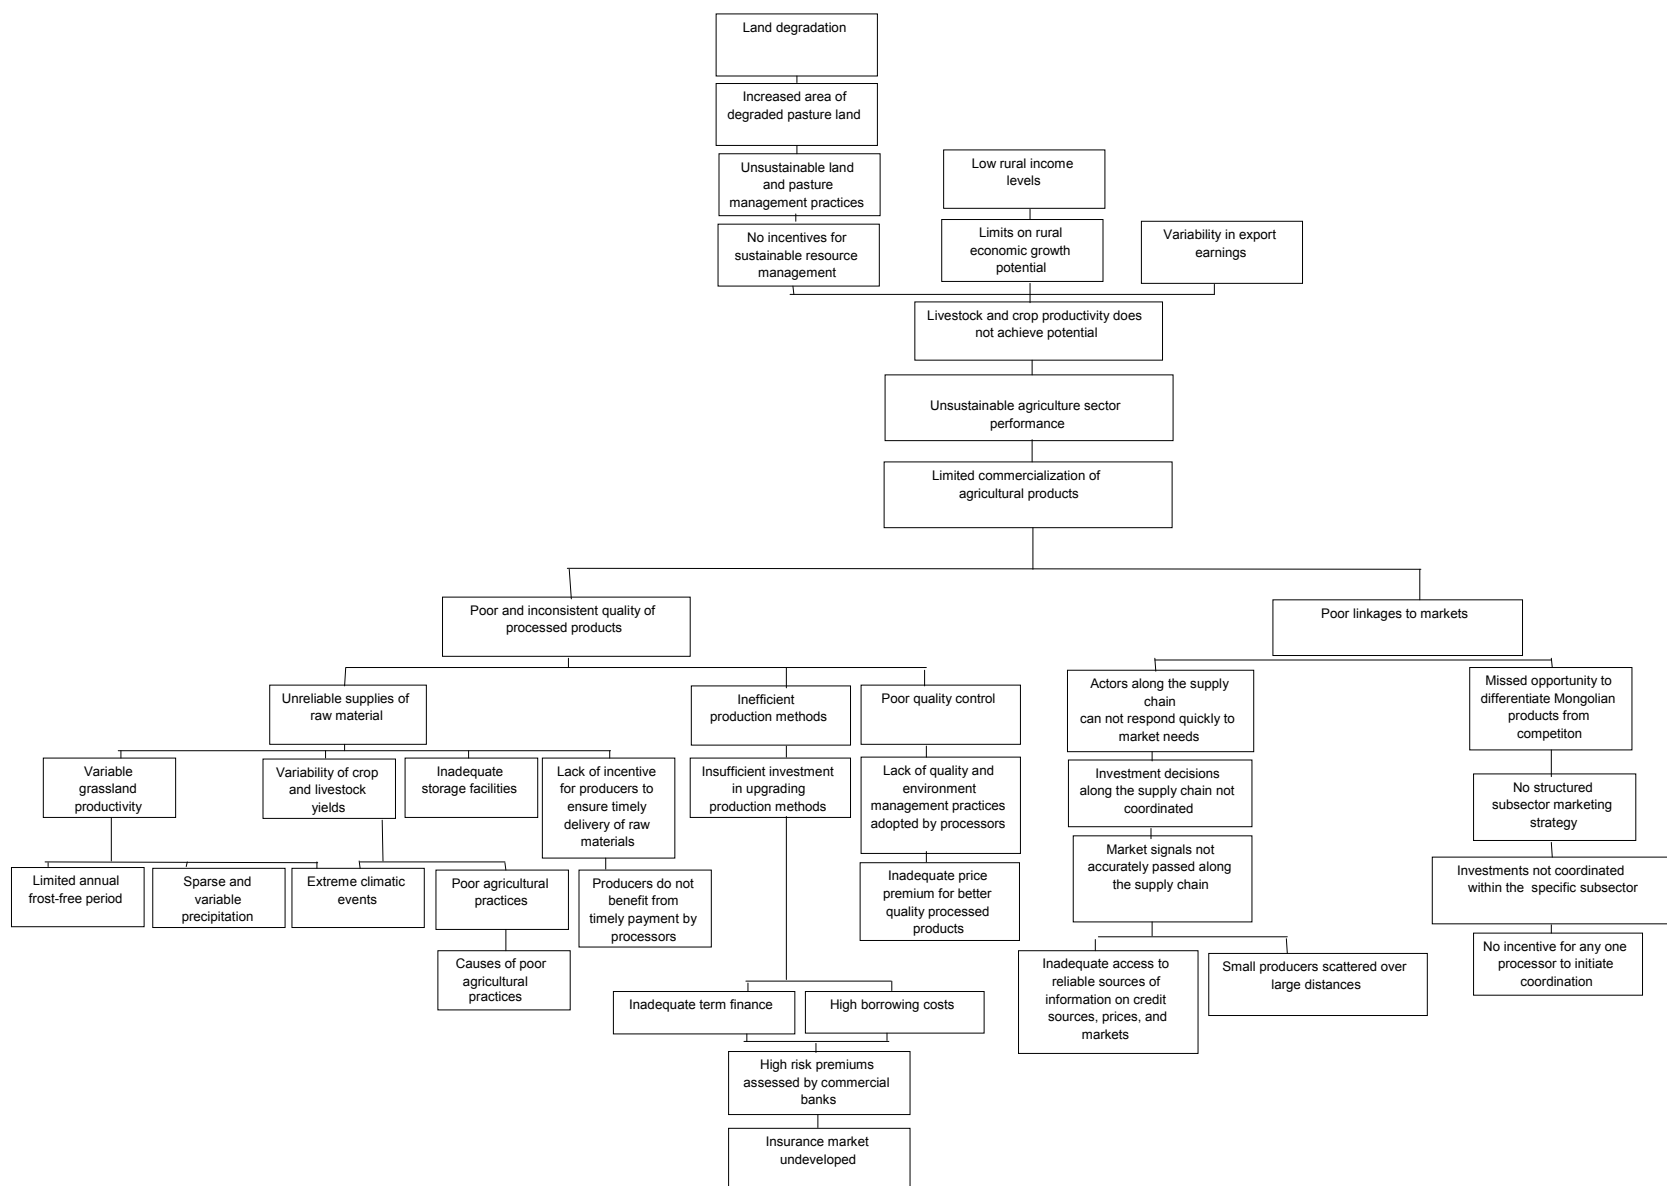 Land degradation
Increased area of
degraded pasture land
Unsustainable land
and pasture
management practices
Low rural income
levels
No incentives for
sustainable resource
management
Limits on rural
economic growth
potential
Variability in export
earnings
Livestock and crop productivity does
not achieve potential
Unsustainable agriculture sector
performance
Limited commercialization of
agricultural products
Poor and inconsistent quality of
processed products
Poor linkages to markets
Unreliable supplies of
raw material
Inefficient
production methods
Poor quality control
Actors along the supply
chain
can not respond quickly to
market needs
Missed opportunity to
differentiate Mongolian
products from
competiton
Variable
grassland
productivity
Variability of crop
and livestock
yields
Inadequate
storage facilities
Lack of incentive
for producers to
ensure timely
delivery of raw
materials
Insufficient investment
in upgrading
production methods
Lack of quality and
environment
management practices
adopted by processors
Investment decisions
along the supply chain not
coordinated
No structured
subsector marketing
strategy
Limited annual
frost-free period
Sparse and
variable
precipitation
Extreme climatic
events
Poor agricultural
practices
Producers do not
benefit from
timely payment by
processors
Inadequate price
premium for better
quality processed
products
Market signals not
accurately passed along
the supply chain
Investments not coordinated
within the specific subsector
Causes of poor
agricultural
practices
Inadequate term finance
High borrowing costs
Inadequate access to
reliable sources of
information on credit
sources, prices, and
markets
Small producers scattered over
large distances
No incentive for any one
processor to initiate
coordination
High risk premiums
assessed by commercial
banks
Insurance market
undeveloped